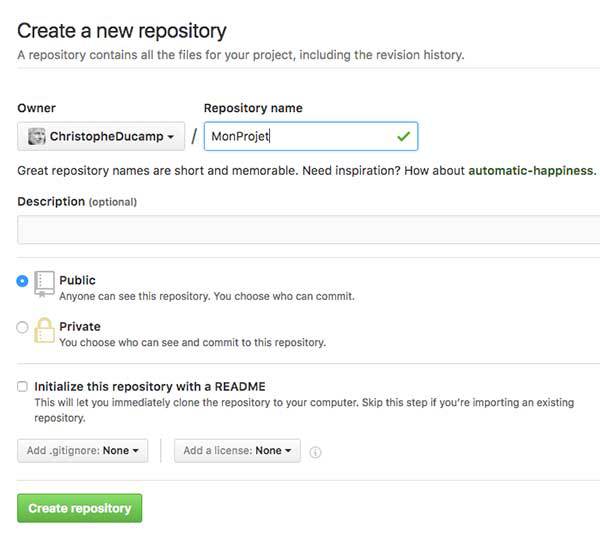 Create a new repository
A repository contains all the files for your project, including the revision history.
Owner
Repository name
ChristopheDucamp / MonProjet
Great repository names are short and memorable. Need inspiration? How about automatic-happiness.
Description (optional)
Public
Anyone can see this repository. You choose who can commit.
Private
You choose who can see and commit to this repository.
Initialize this repository with a README
This will let you immediately clone the repository to your computer. Skip this step if you're importing an existing
repository.
Add .gitignore: None
Add a license: None
Create repository